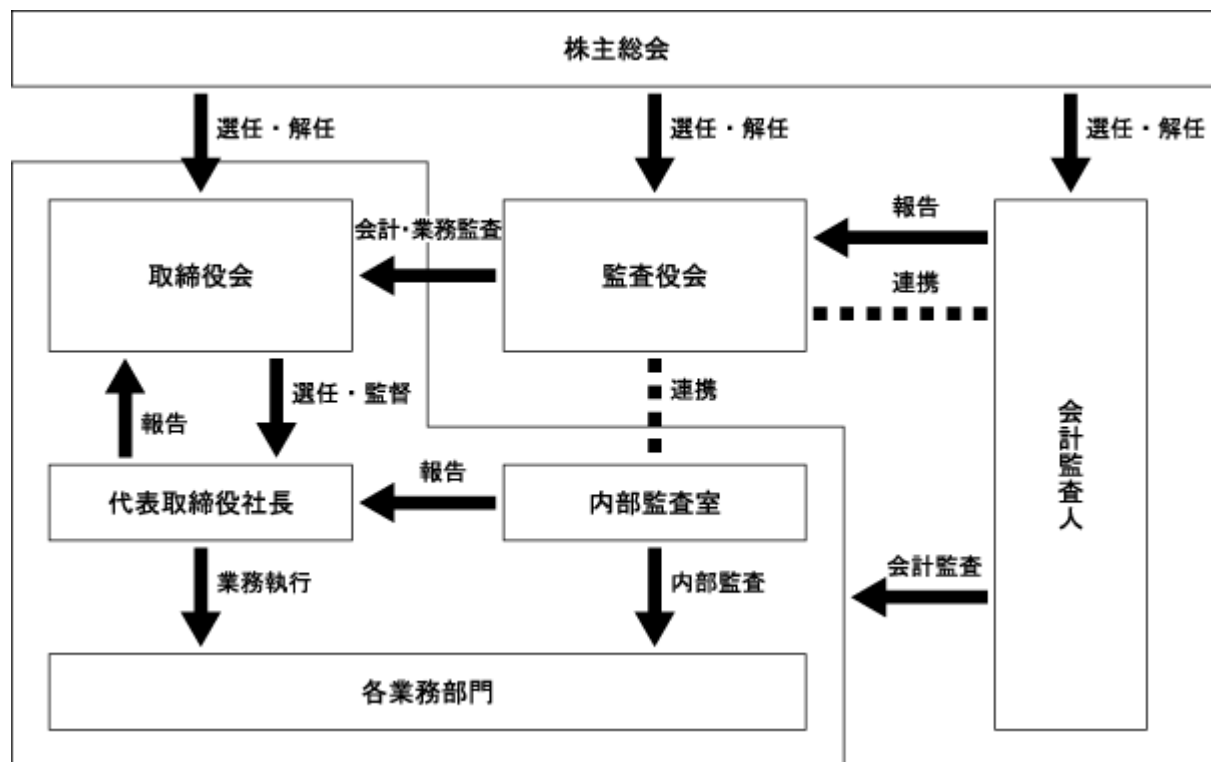 株主総会
選任・解任
選任・解任
選任・解任
取締役会
会計・業務監査
監査役会
報告
連携
選任・監督
報告
連携
会計監査人
代表取締役社長
報告
内部監査室
業務執行
内部監査
会計監査
各業務部門